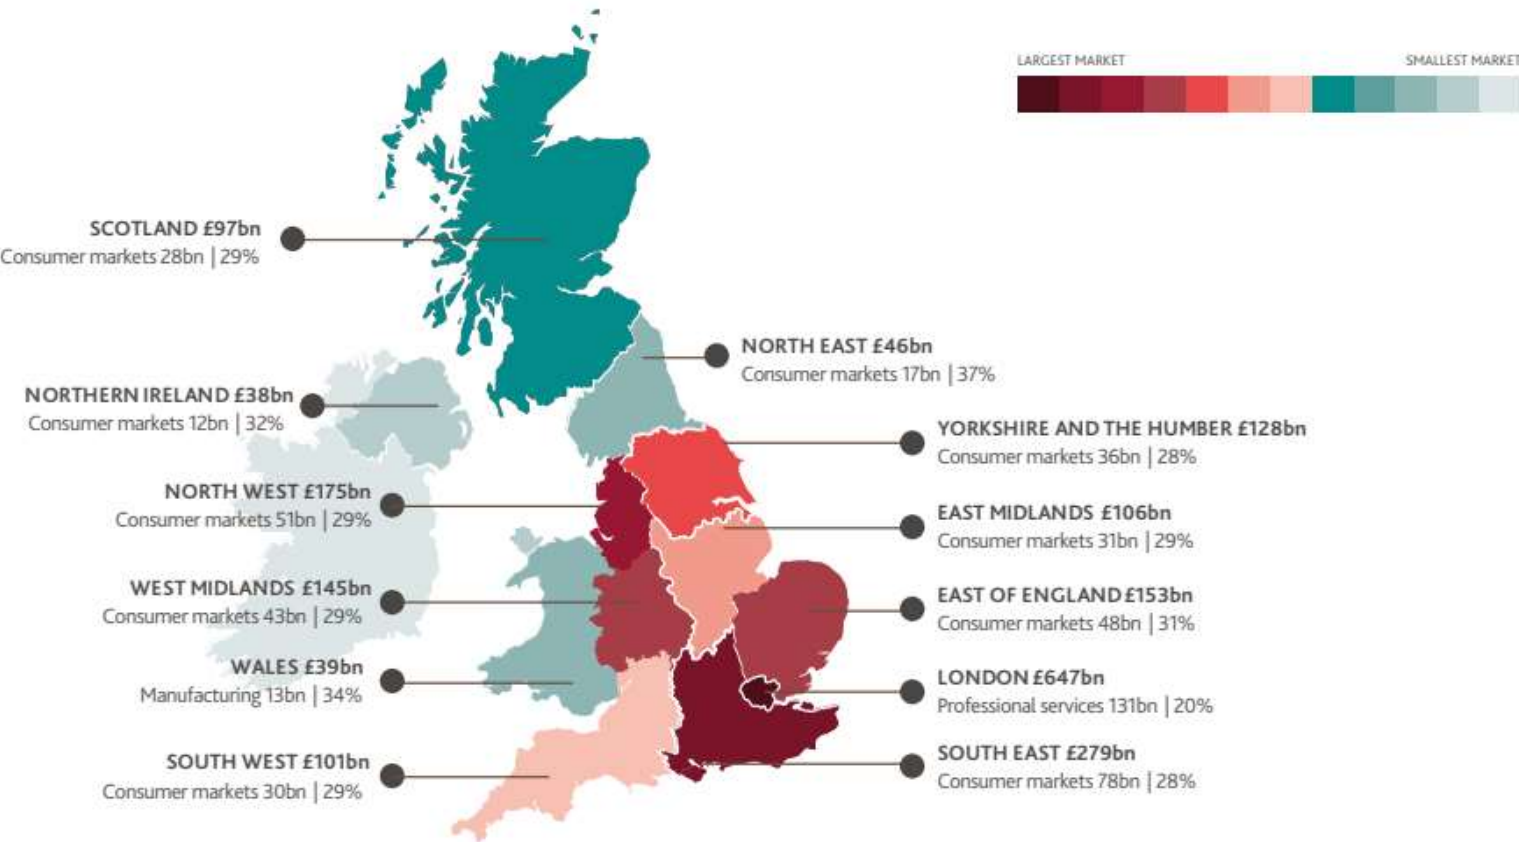 LARGEST MARKET
SMALLEST MARKET
SCOTLAND £97bn
Consumer markets 28bn | 29%
NORTHERN IRELAND £38bn
Consumer markets 12bn | 32%
NORTH WEST £175bn
Consumer markets 51bn | 29%
WEST MIDLANDS £145bn
Consumer markets 43bn | 29%
WALES £39bn
Manufacturing 13bn | 34%
SOUTH WEST £101bn
Consumer markets 30bn | 29%
NORTH EAST £46bn
Consumer markets 17bn | 37%
YORKSHIRE AND THE HUMBER £128bn
Consumer markets 36bn | 28%
EAST MIDLANDS £106bn
Consumer markets 31bn | 29%
EAST OF ENGLAND £153bn
Consumer markets 48bn | 31%
LONDON £647bn
Professional services 131bn | 20%
SOUTH EAST £279bn
Consumer markets 78bn | 28%